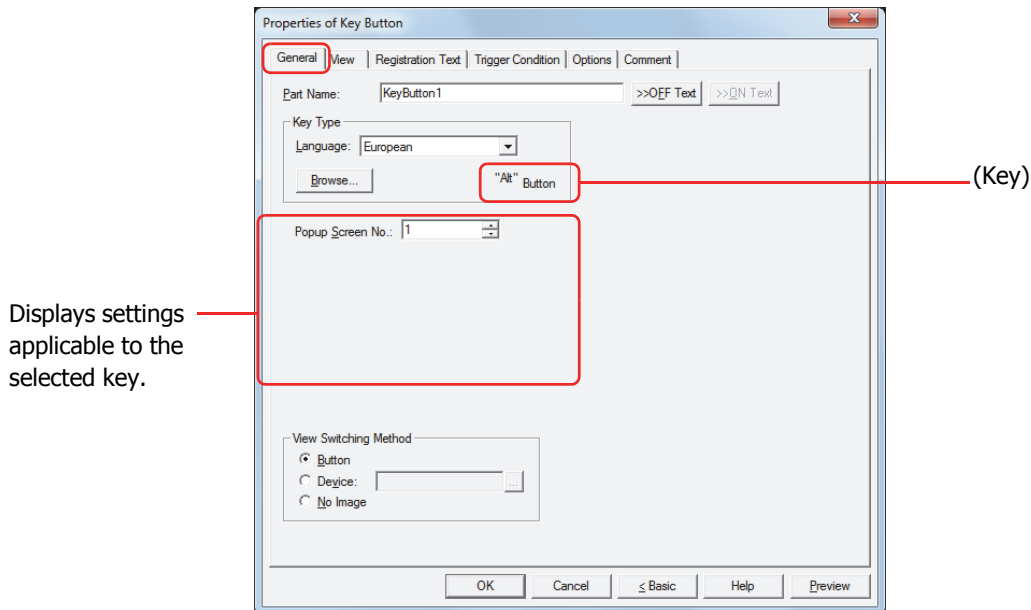 Properties of Key Button
General View Registration Text Trigger Condition Options Comment
Part Name: KeyButton1 >>OFF Text >>ON Text
Key Type
Language: European
Browse... "Alt" Button
(Key)
Popup Screen No.: 1
Displays settings
applicable to the
selected key.
View Switching Method
Button
Device: ...
No Image
OK Cancel < Basic Help Preview